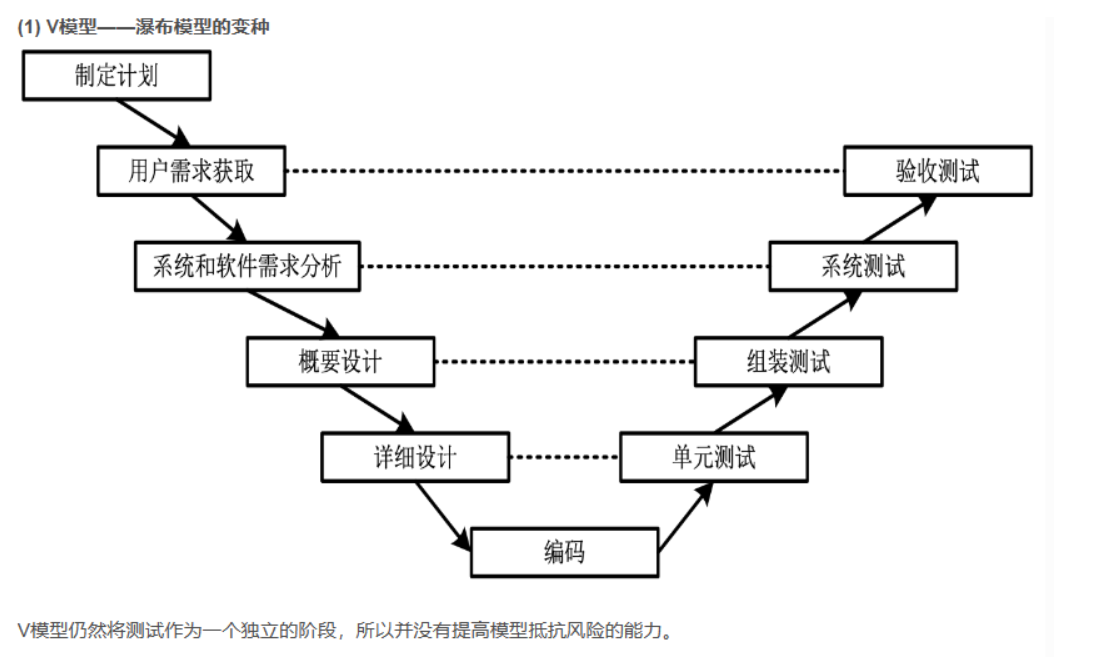 (1) V模型——瀑布模型的变种
制定计划
用户需求获取
验收测试
系统和软件需求分析
系统测试
概要设计
组装测试
详细设计
单元测试
编码
V模型仍然将测试作为一个独立的阶段，所以并没有提高模型抵抗风险的能力。